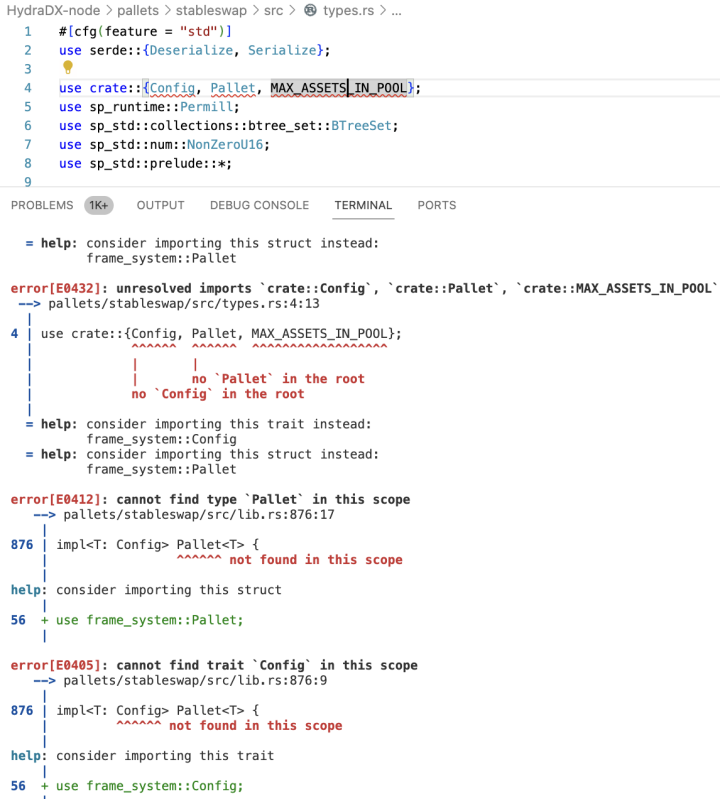 HydraDX-node > pallets > stableswap > src > types.rs > ...
1 #[cfg(feature = "std")]
2 use serde::{Deserialize, Serialize};
3
4 use crate::{Config, Pallet, MAX_ASSETS_IN_POOL};
5 use sp_runtime::Permill;
6 use sp_std::collections::btree_set::BTreeSet;
7 use sp_std::num::NonZeroU16;
8 use sp_std::prelude::*;
9
PROBLEMS 1K+ OUTPUT DEBUG CONSOLE TERMINAL PORTS
= help: consider importing this struct instead:
frame_system::Pallet
error[E0432]: unresolved imports `crate::Config`, `crate::Pallet`, `crate::MAX_ASSETS_IN_POOL`
--> pallets/stableswap/src/types.rs:4:13
|
4 | use crate::{Config, Pallet, MAX_ASSETS_IN_POOL};
| ^^^^^^ ^^^^^^ ^^^^^^^^^^^^^^^^^^
| | |
| | no `Pallet` in the root
| no `Config` in the root
|
= help: consider importing this trait instead:
frame_system::Config
= help: consider importing this struct instead:
frame_system::Pallet
error[E0412]: cannot find type `Pallet` in this scope
--> pallets/stableswap/src/lib.rs:876:17
|
876 | impl<T: Config> Pallet<T> {
| ^^^^^^ not found in this scope
|
help: consider importing this struct
|
56 + use frame_system::Pallet;
|
error[E0405]: cannot find trait `Config` in this scope
--> pallets/stableswap/src/lib.rs:876:9
|
876 | impl<T: Config> Pallet<T> {
| ^^^^^^ not found in this scope
|
help: consider importing this trait
|
56 + use frame_system::Config;
|